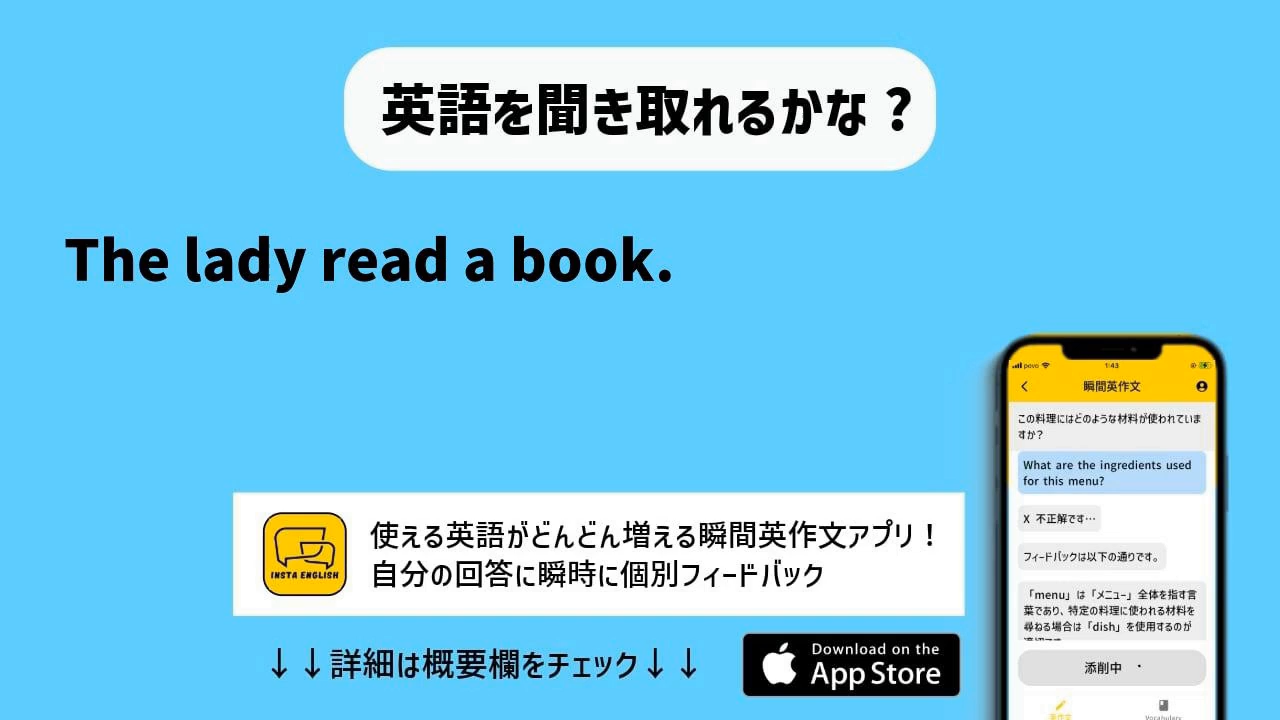 英語を聞き取れるかな？
The lady read a book.
povo
1:43
瞬間英作文
この料理にはどのような材料が使われていま
すか？
What are the ingredients used
for this menu?
X 不正解です…
フィードバックは以下の通りです。
「menu」は「メニュー」全体を指す言
葉であり、特定の料理に使われる材料を
尋ねる場合は「dish」を使用するのが
添削中
英作文
Vocabulary
INSTA ENGLISH
使える英語がどんどん増える瞬間英作文アプリ！
自分の回答に瞬時に個別フィードバック
↓↓詳細は概要欄をチェック↓↓
Download on the
App Store